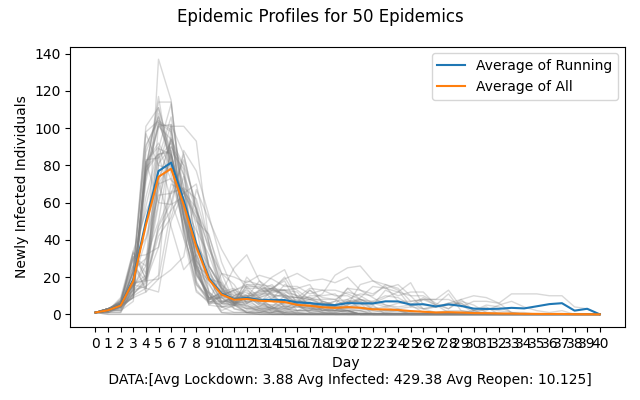 Epidemic Profiles for 50 Epidemics
Average of Running
Average of All
140
120
100
80
60
40
20
0
Newly Infected Individuals
0 1 2 3 4 5 6 7 8 9 10 11 12 13 14 15 16 17 18 19 20 21 22 23 24 25 26 27 28 29 30 31 32 33 34 35 36 37 38 39 40
Day
DATA:[Avg Lockdown: 3.88 Avg Infected: 429.38 Avg Reopen: 10.125]